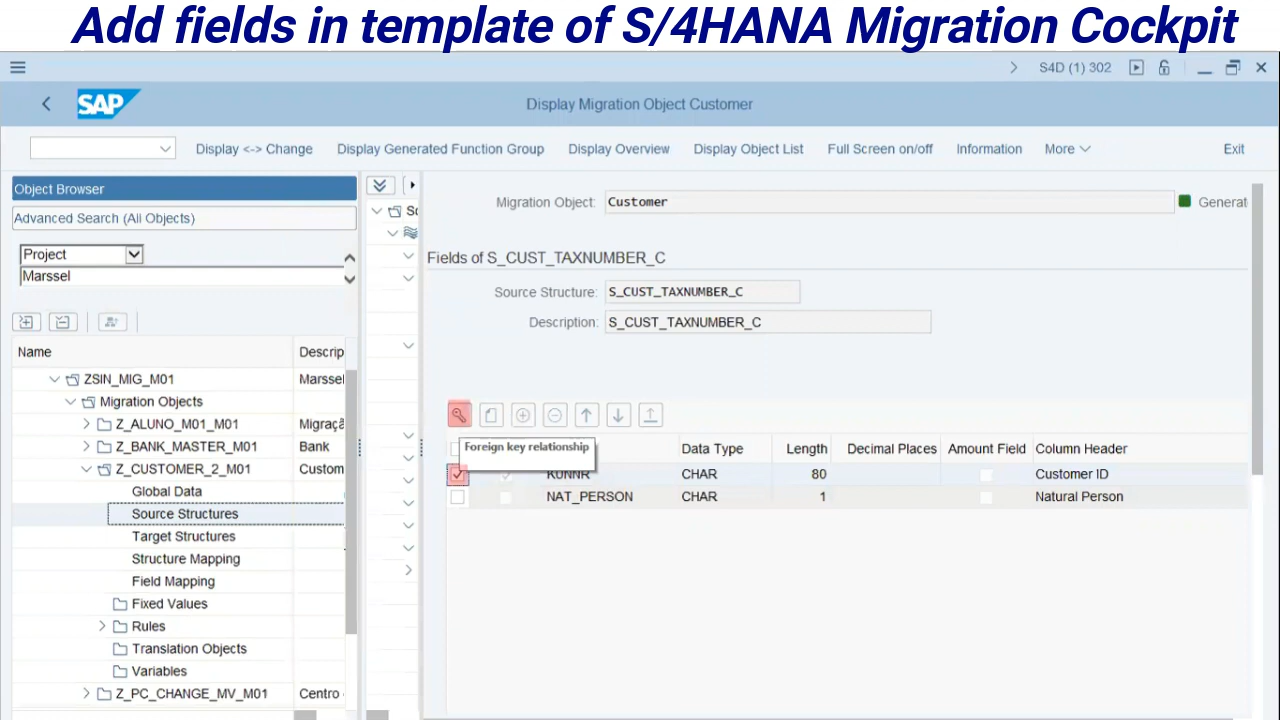 Add fields in template of S/4HANA Migration Cockpit
S4D (1) 302
SAP
Display Migration Object Customer
Display <-> Change Display Generated Function Group Display Overview Display Object List Full Screen on/off Information More Exit
Object Browser
Advanced Search (All Objects)
Project
Marssel
Name Descrip
ZSIN_MIG_M01 Marssel
Migration Objects
Z_ALUNO_M01_M01 Migraçã
Z_BANK_MASTER_M01 Bank
Z_CUSTOMER_2_M01 Custom
Global Data
Source Structures
Target Structures
Structure Mapping
Field Mapping
Fixed Values
Rules
Translation Objects
Variables
Z_PC_CHANGE_MV_M01 Centro
So
Migration Object: Customer Generat
Fields of S_CUST_TAXNUMBER_C
Source Structure: S_CUST_TAXNUMBER_C
Description: S_CUST_TAXNUMBER_C
Foreign key relationship
Data Type Length Decimal Places Amount Field Column Header
KUNNR CHAR 80 Customer ID
NAT_PERSON CHAR 1 Natural Person